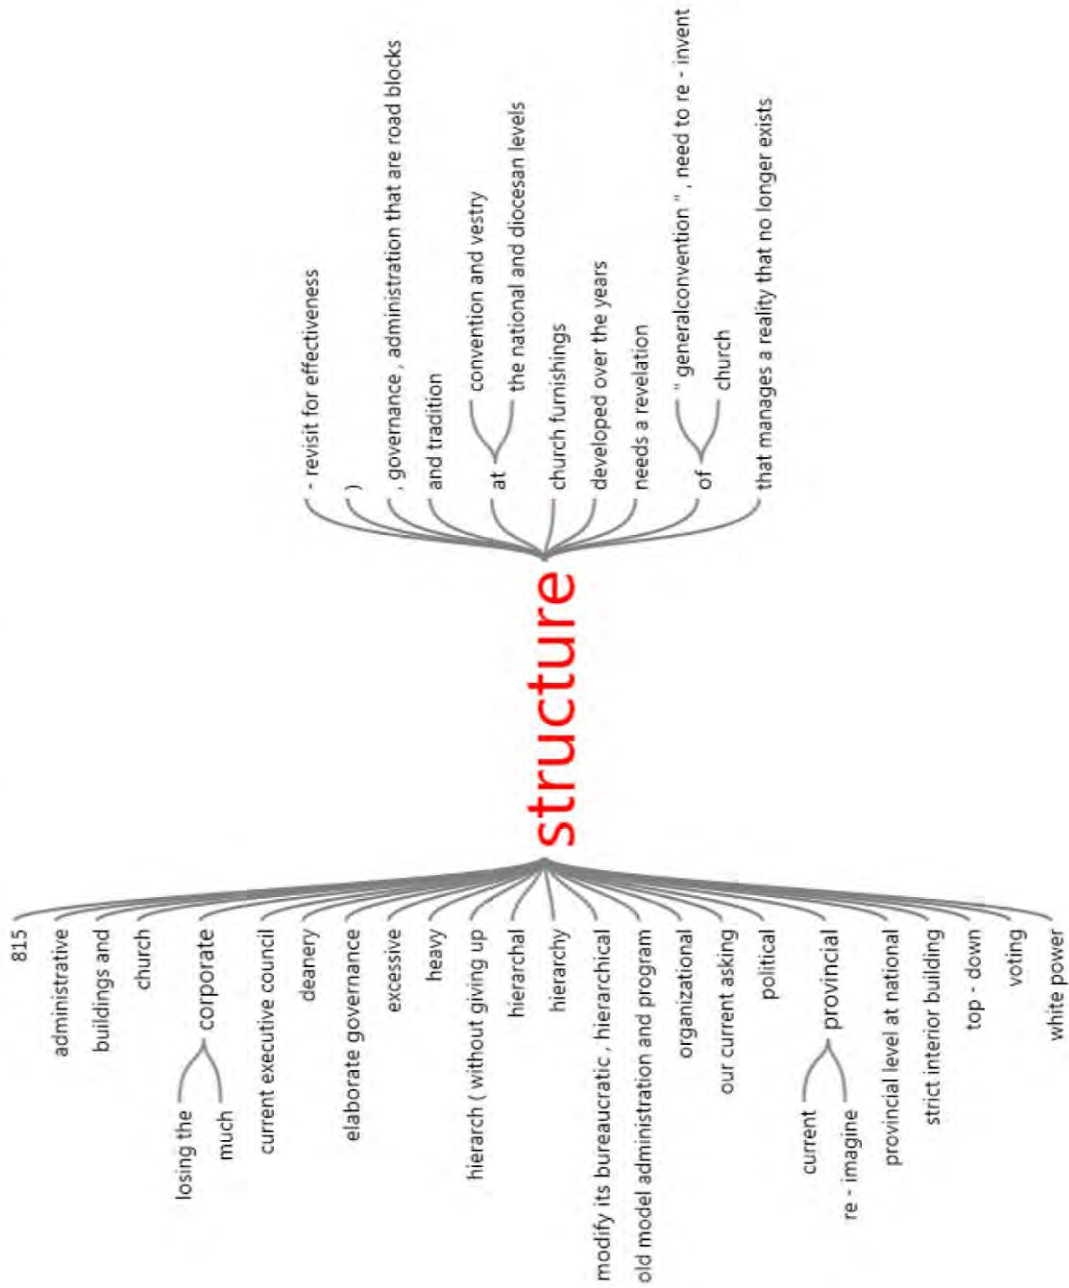 815
administrative
buildings and
church
losing the
much
corporate
current executive council
deanery
elaborate governance
excessive
heavy
hierarch ( without giving up
hierarchal
hierarchy
modify its bureaucratic , hierarchical
old model administration and program
organizational
our current asking
political
current
re - imagine
provincial
provincial level at national
strict interior building
top - down
voting
white power
structure
- revisit for effectiveness
)
, governance , administration that are road blocks
and tradition
at
convention and vestry
the national and diocesan levels
church furnishings
developed over the years
needs a revelation
of
" generalconvention " , need to re - invent
church
that manages a reality that no longer exists